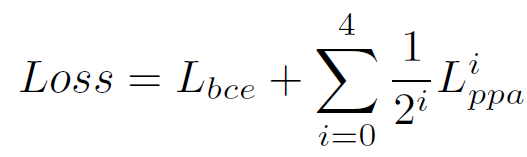 $Loss = L_{bce} + \sum_{i=0}^{4} \frac{1}{2^i} L_{ppa}^{i}$